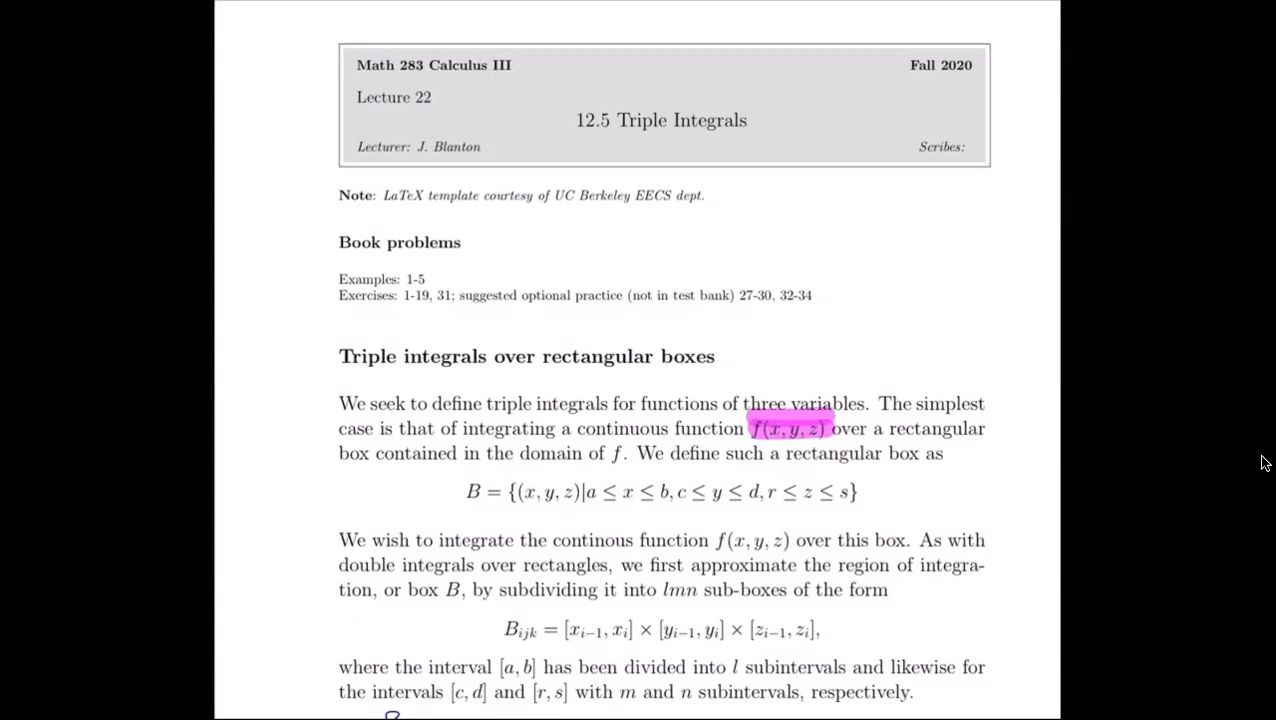 Math 283 Calculus III Fall 2020
Lecture 22
12.5 Triple Integrals
Lecturer: J. Blanton Scribes:
Note: LaTeX template courtesy of UC Berkeley EECS dept.
Book problems
Examples: 1-5
Exercises: 1-19, 31; suggested optional practice (not in test bank) 27-30, 32-34
Triple integrals over rectangular boxes
We seek to define triple integrals for functions of three variables. The simplest
case is that of integrating a continuous function f(x, y, z) over a rectangular
box contained in the domain of f. We define such a rectangular box as
B = {(x, y, z)|a ≤ x ≤ b, c ≤ y ≤ d, r ≤ z ≤ s}
We wish to integrate the continous function f(x, y, z) over this box. As with
double integrals over rectangles, we first approximate the region of integra-
tion, or box B, by subdividing it into lmn sub-boxes of the form
B_{ijk} = [x_{i−1}, x_i] × [y_{i−1}, y_i] × [z_{i−1}, z_i],
where the interval [a, b] has been divided into l subintervals and likewise for
the intervals [c, d] and [r, s] with m and n subintervals, respectively.